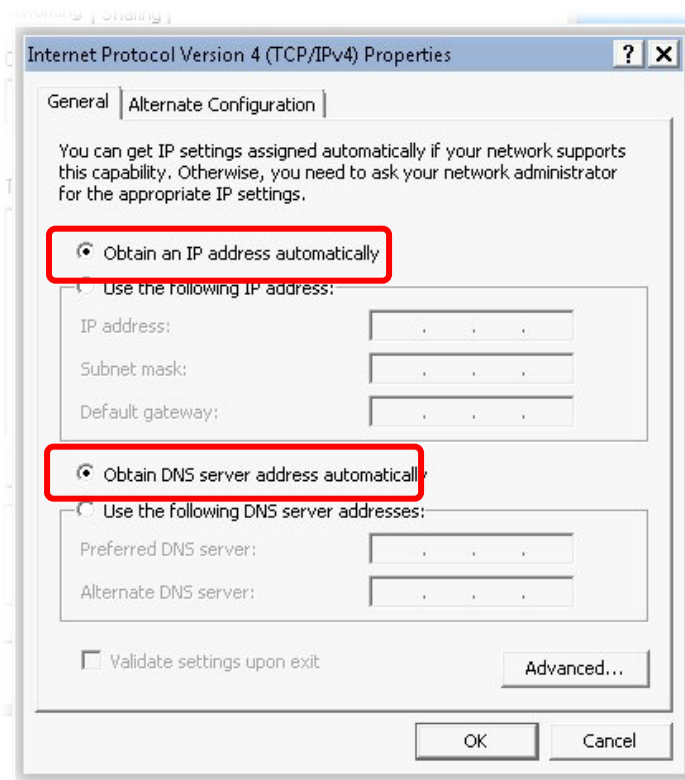 Sharing
Internet Protocol Version 4 (TCP/IPv4) Properties
General
Alternate Configuration
You can get IP settings assigned automatically if your network supports
this capability. Otherwise, you need to ask your network administrator
for the appropriate IP settings.
Obtain an IP address automatically
Use the following IP address:
IP address:
Subnet mask:
Default gateway:
Obtain DNS server address automatically
Use the following DNS server addresses:
Preferred DNS server:
Alternate DNS server:
Validate settings upon exit
Advanced...
OK
Cancel